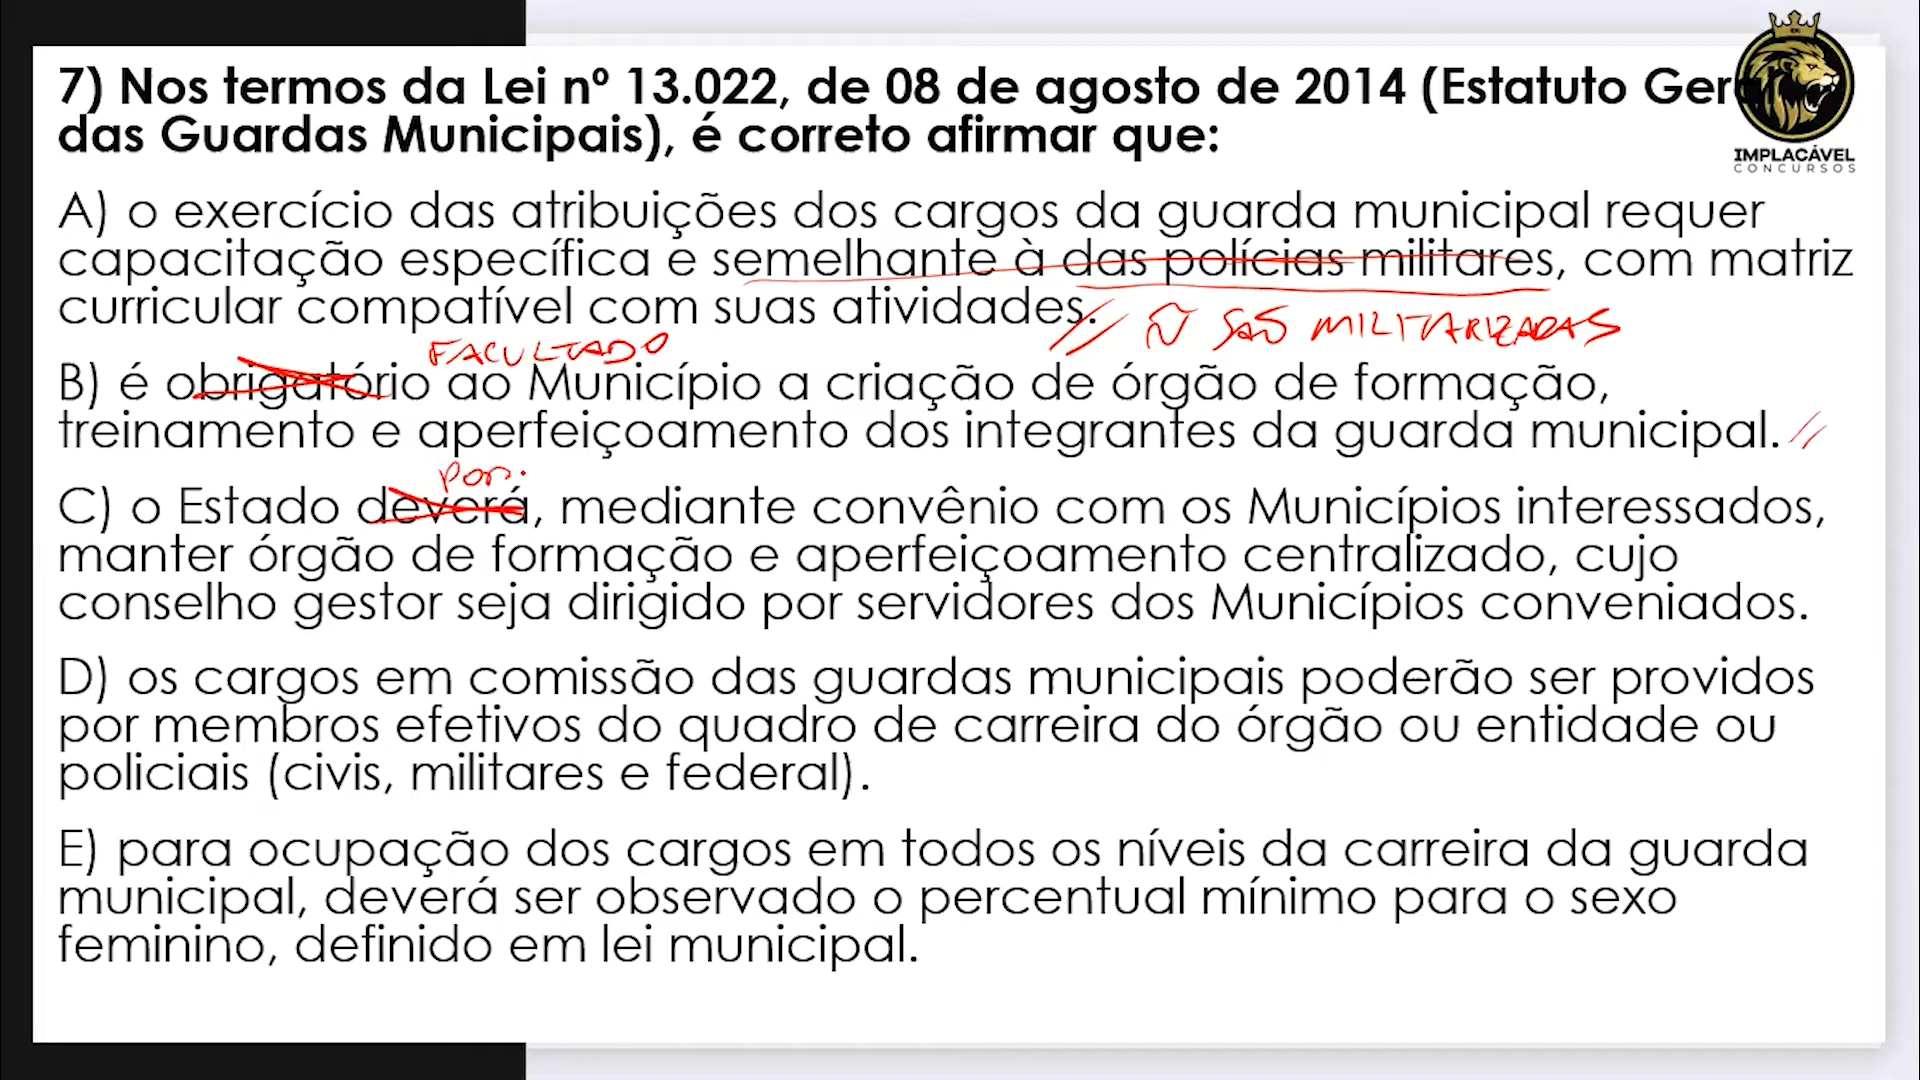 7) Nos termos da Lei nº 13.022, de 08 de agosto de 2014 (Estatuto
das Guardas Municipais), é correto afirmar que:
IMPLACÁVEL
CONCURSOS
A) o exercício das atribuições dos cargos da guarda municipal requer
capacitação específica e semelhante à das polícias militares, com matriz
curricular compatível com suas atividades.
Ñ SÃO MILITARIZADAS
FACULTADO
B) é obrigatório ao Município a criação de órgão de formação,
treinamento e aperfeiçoamento dos integrantes da guarda municipal.
C) o Estado deverá, mediante convênio com os Municípios interessados,
manter órgão de formação e aperfeiçoamento centralizado, cujo
conselho gestor seja dirigido por servidores dos Municípios conveniados.
D) os cargos em comissão das guardas municipais poderão ser providos
por membros efetivos do quadro de carreira do órgão ou entidade ou
policiais (civis, militares e federal).
E) para ocupação dos cargos em todos os níveis da carreira da guarda
municipal, deverá ser observado o percentual mínimo para o sexo
feminino, definido em lei municipal.